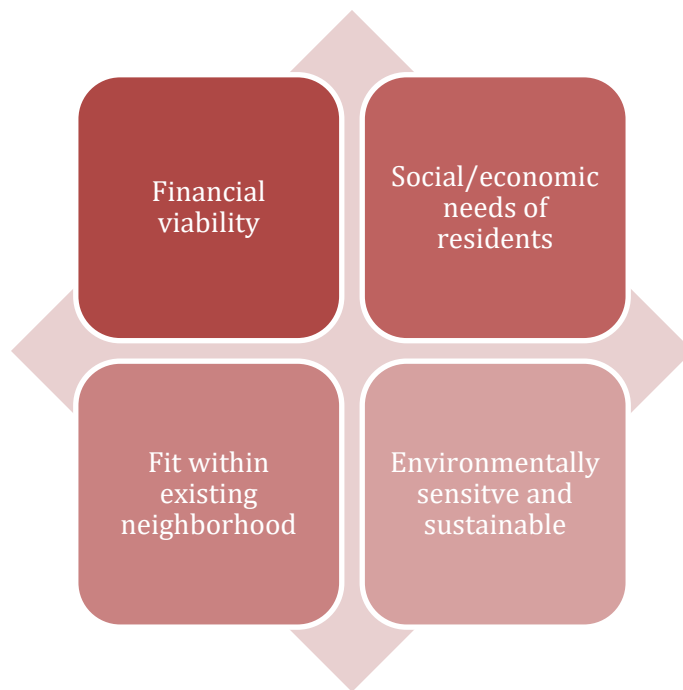 Financial
viability
Social/economic
needs of
residents
Fit within
existing
neighborhood
Environmentally
sensitve and
sustainable